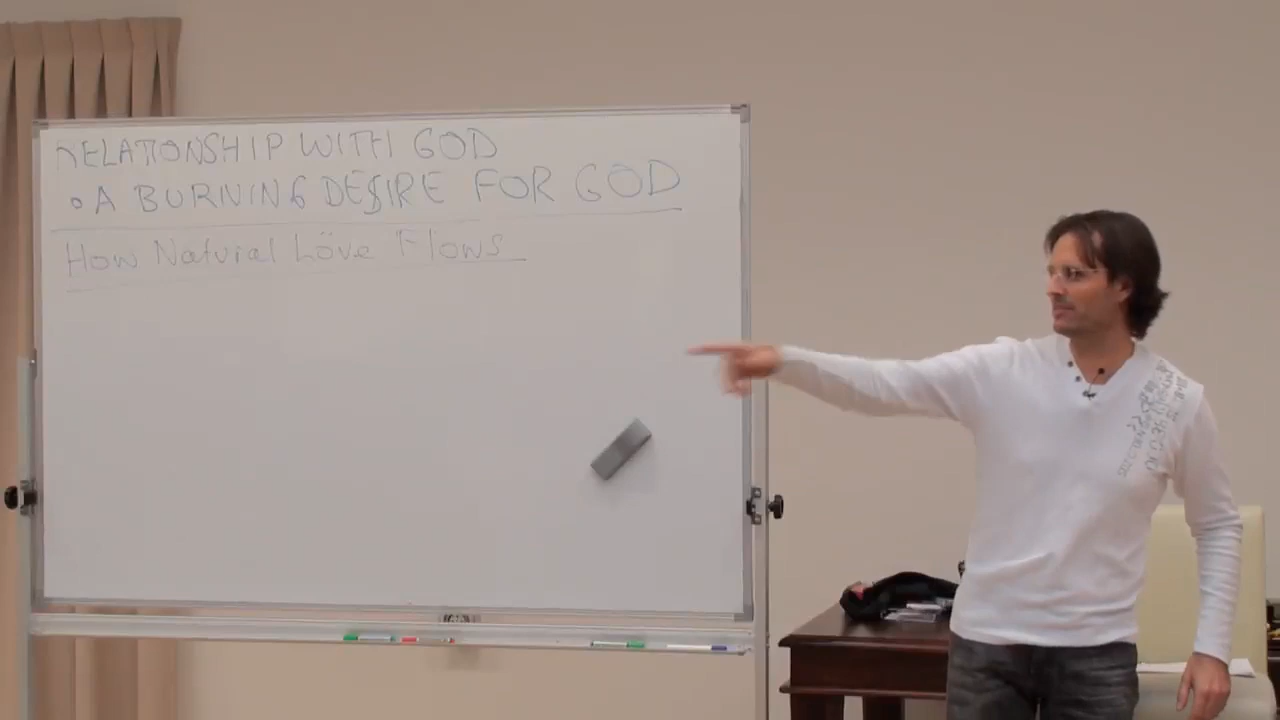 RELATIONSHIP WITH GOD
• A BURNING DESIRE FOR GOD
How Natural Love Flows